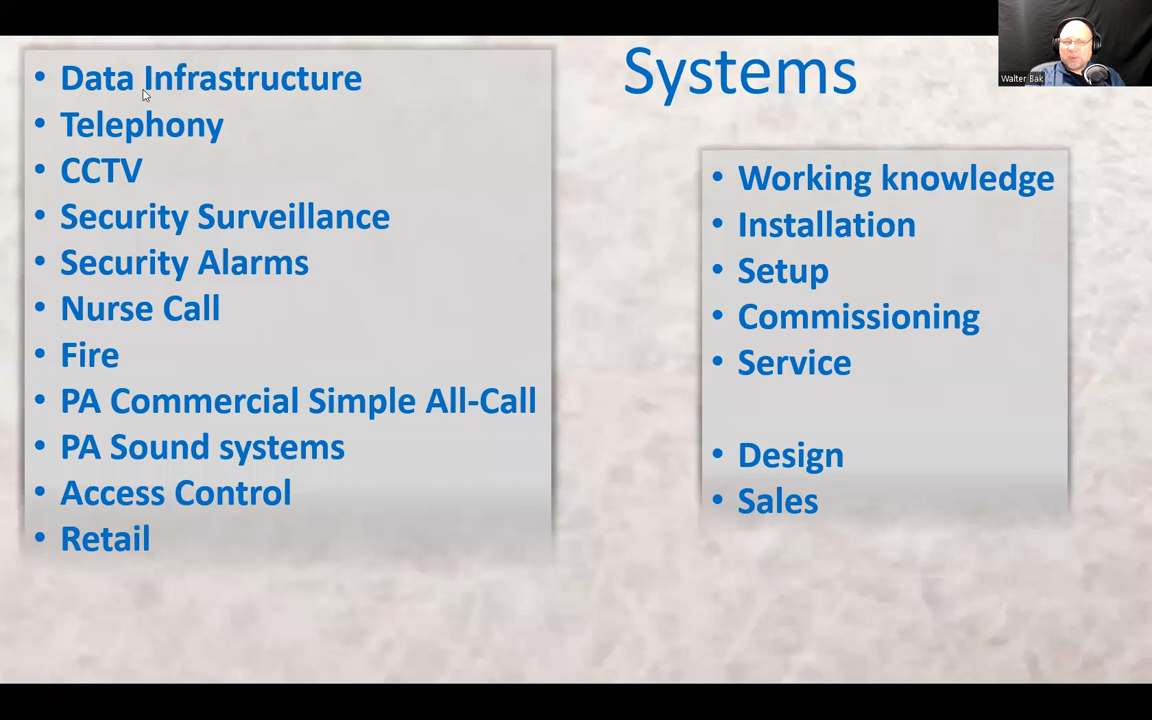 Systems
Data Infrastructure
Telephony
CCTV
Security Surveillance
Security Alarms
Nurse Call
Fire
PA Commercial Simple All-Call
PA Sound systems
Access Control
Retail
Working knowledge
Installation
Setup
Commissioning
Service
Design
Sales
Walter Bak